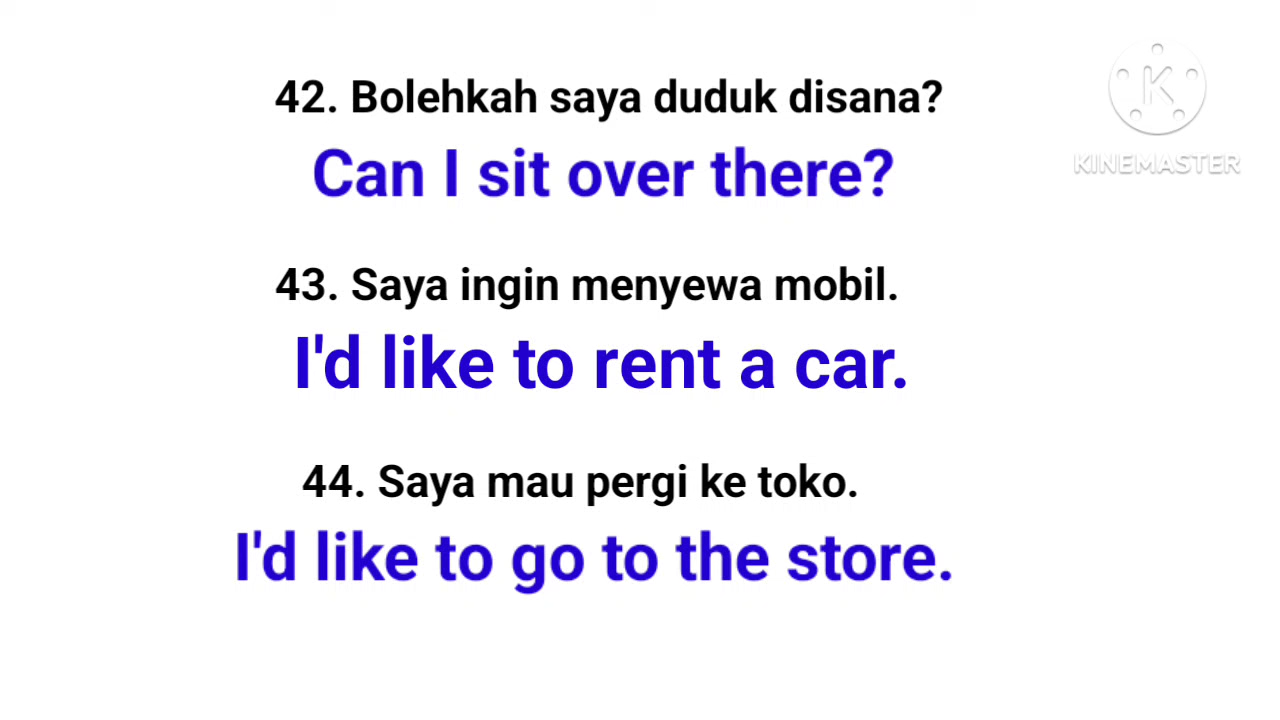 42. Bolehkah saya duduk disana?
Can I sit over there?
43. Saya ingin menyewa mobil.
I'd like to rent a car.
44. Saya mau pergi ke toko.
I'd like to go to the store.
K
KINEMASTER